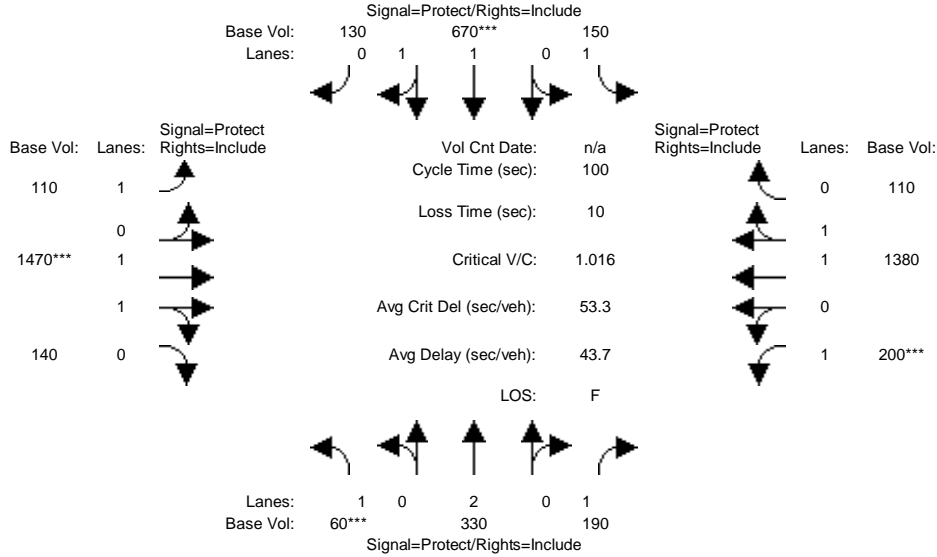 Signal=Protect/Rights=Include
Base Vol: 130 670*** 150
Lanes: 0 1 1 0 1
Signal=Protect
Rights=Include
Base Vol: Lanes:
110 1
0
1470*** 1
1
140 0
Vol Cnt Date: n/a
Cycle Time (sec): 100
Loss Time (sec): 10
Critical V/C: 1.016
Avg Crit Del (sec/veh): 53.3
Avg Delay (sec/veh): 43.7
LOS: F
Signal=Protect
Rights=Include
Lanes: Base Vol:
0 110
1
1 1380
0
1 200***
Lanes: 1 0 2 0 1
Base Vol: 60*** 330 190
Signal=Protect/Rights=Include